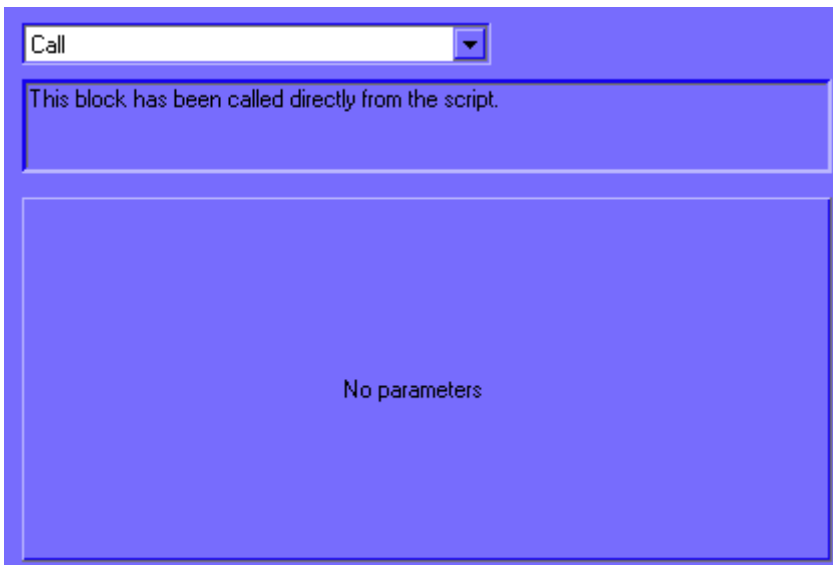 Call
This block has been called directly from the script.
No parameters